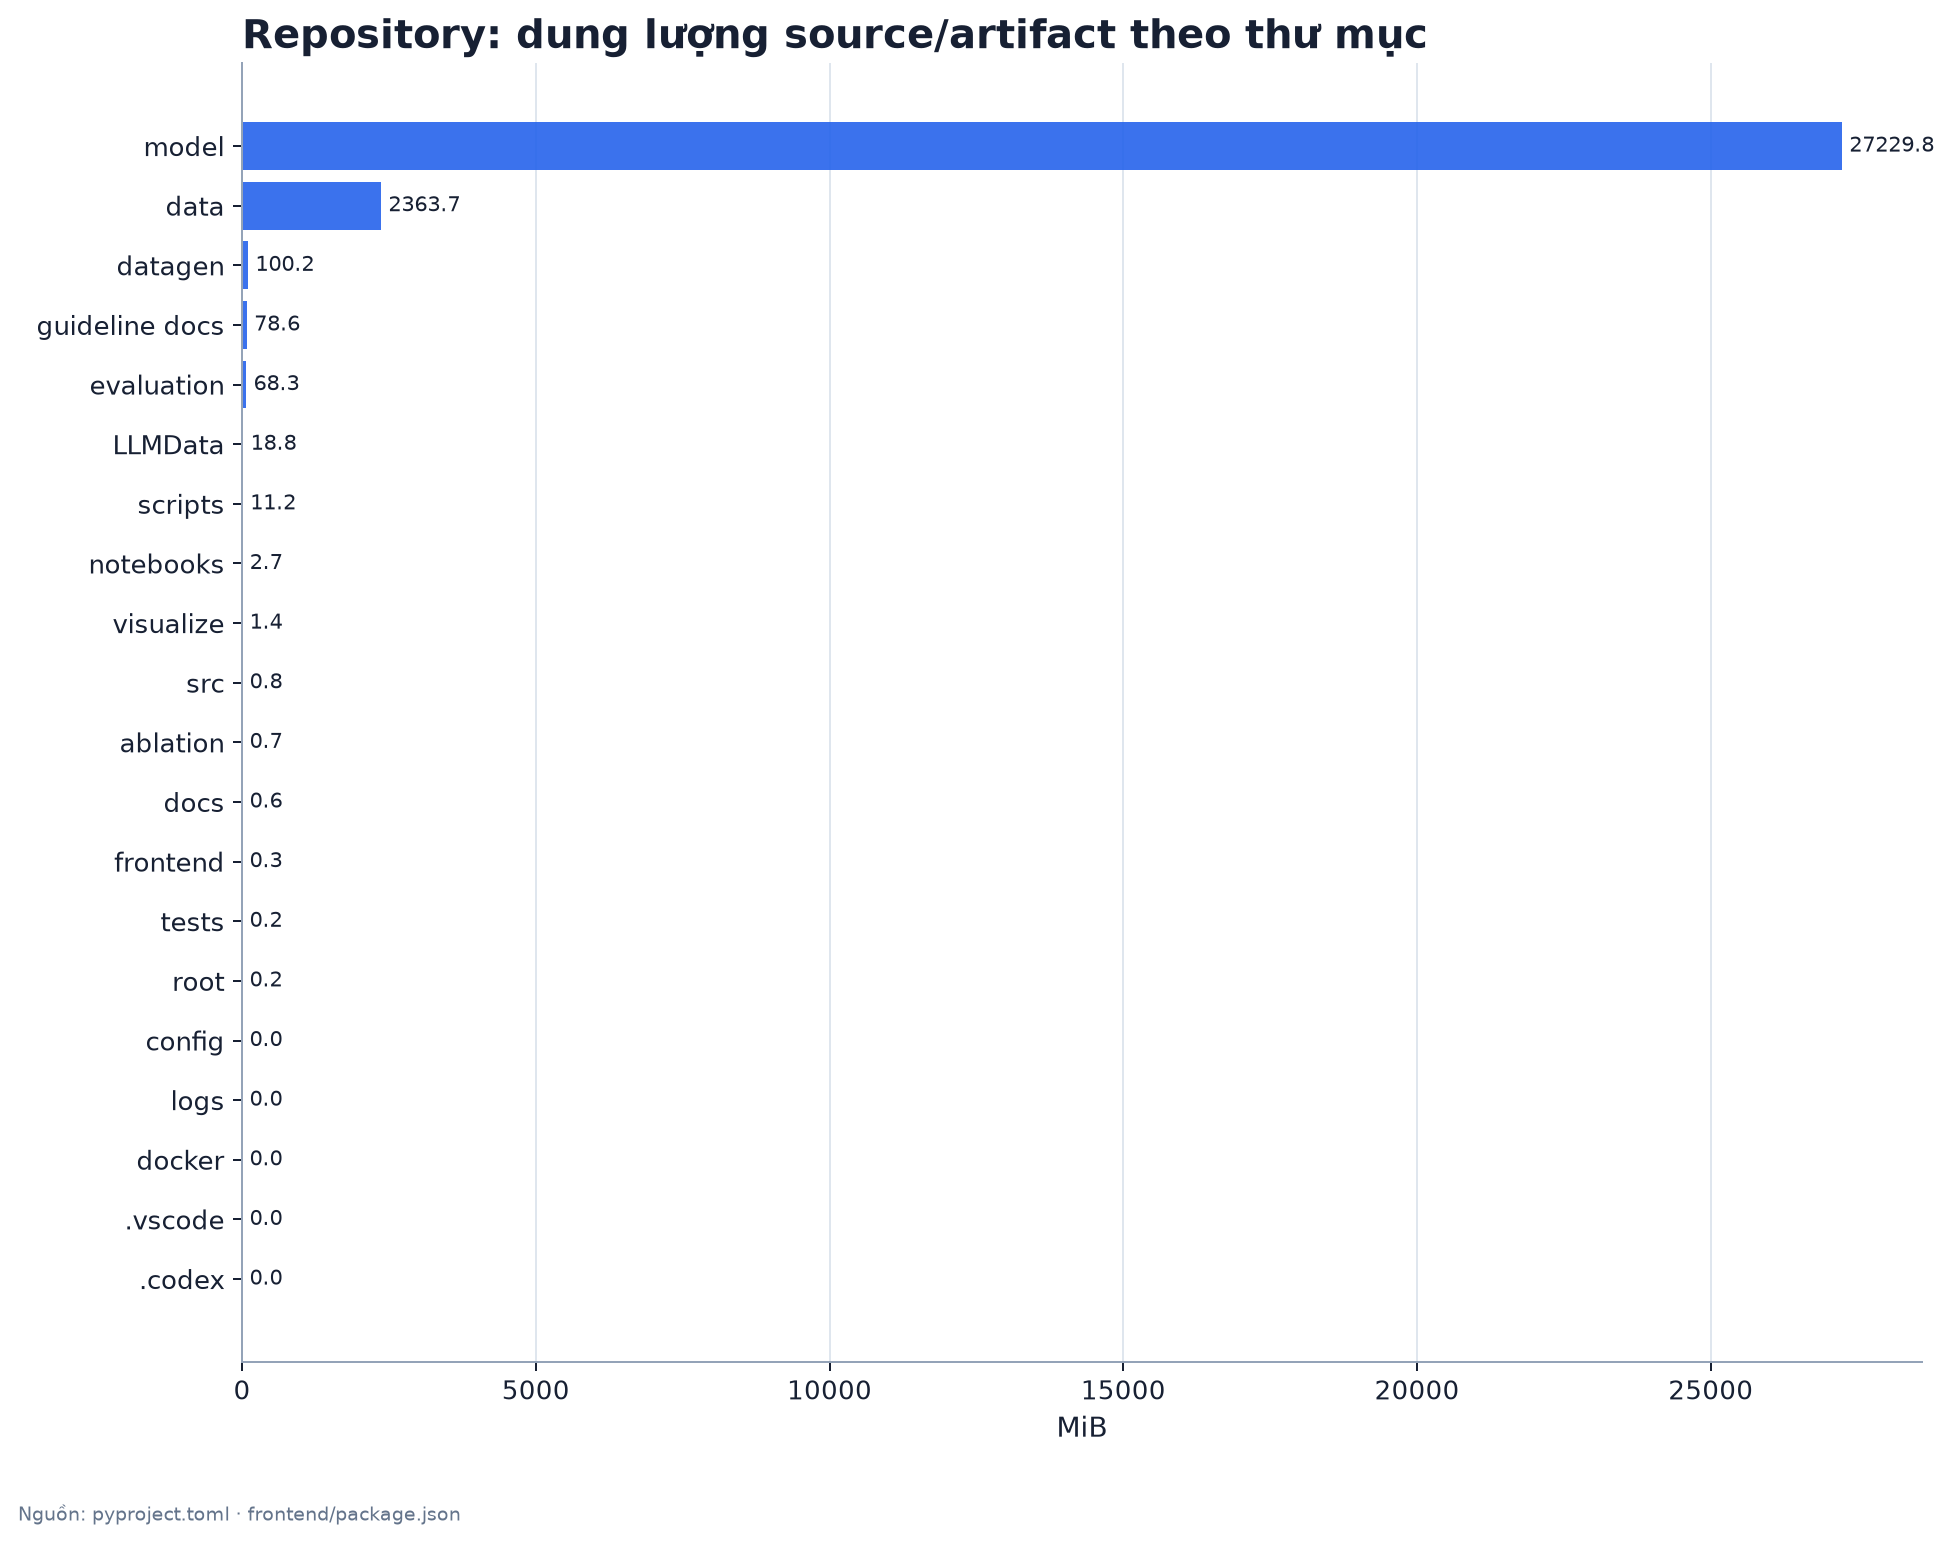 Repository: dung lượng source/artifact theo thư mục
model 27229.8
data 2363.7
datagen 100.2
guideline docs 78.6
evaluation 68.3
LLMData 18.8
scripts 11.2
notebooks 2.7
visualize 1.4
src 0.8
ablation 0.7
docs 0.6
frontend 0.3
tests 0.2
root 0.2
config 0.0
logs 0.0
docker 0.0
.vscode 0.0
.codex 0.0
0 5000 10000 15000 20000 25000
MiB
Nguồn: pyproject.toml · frontend/package.json